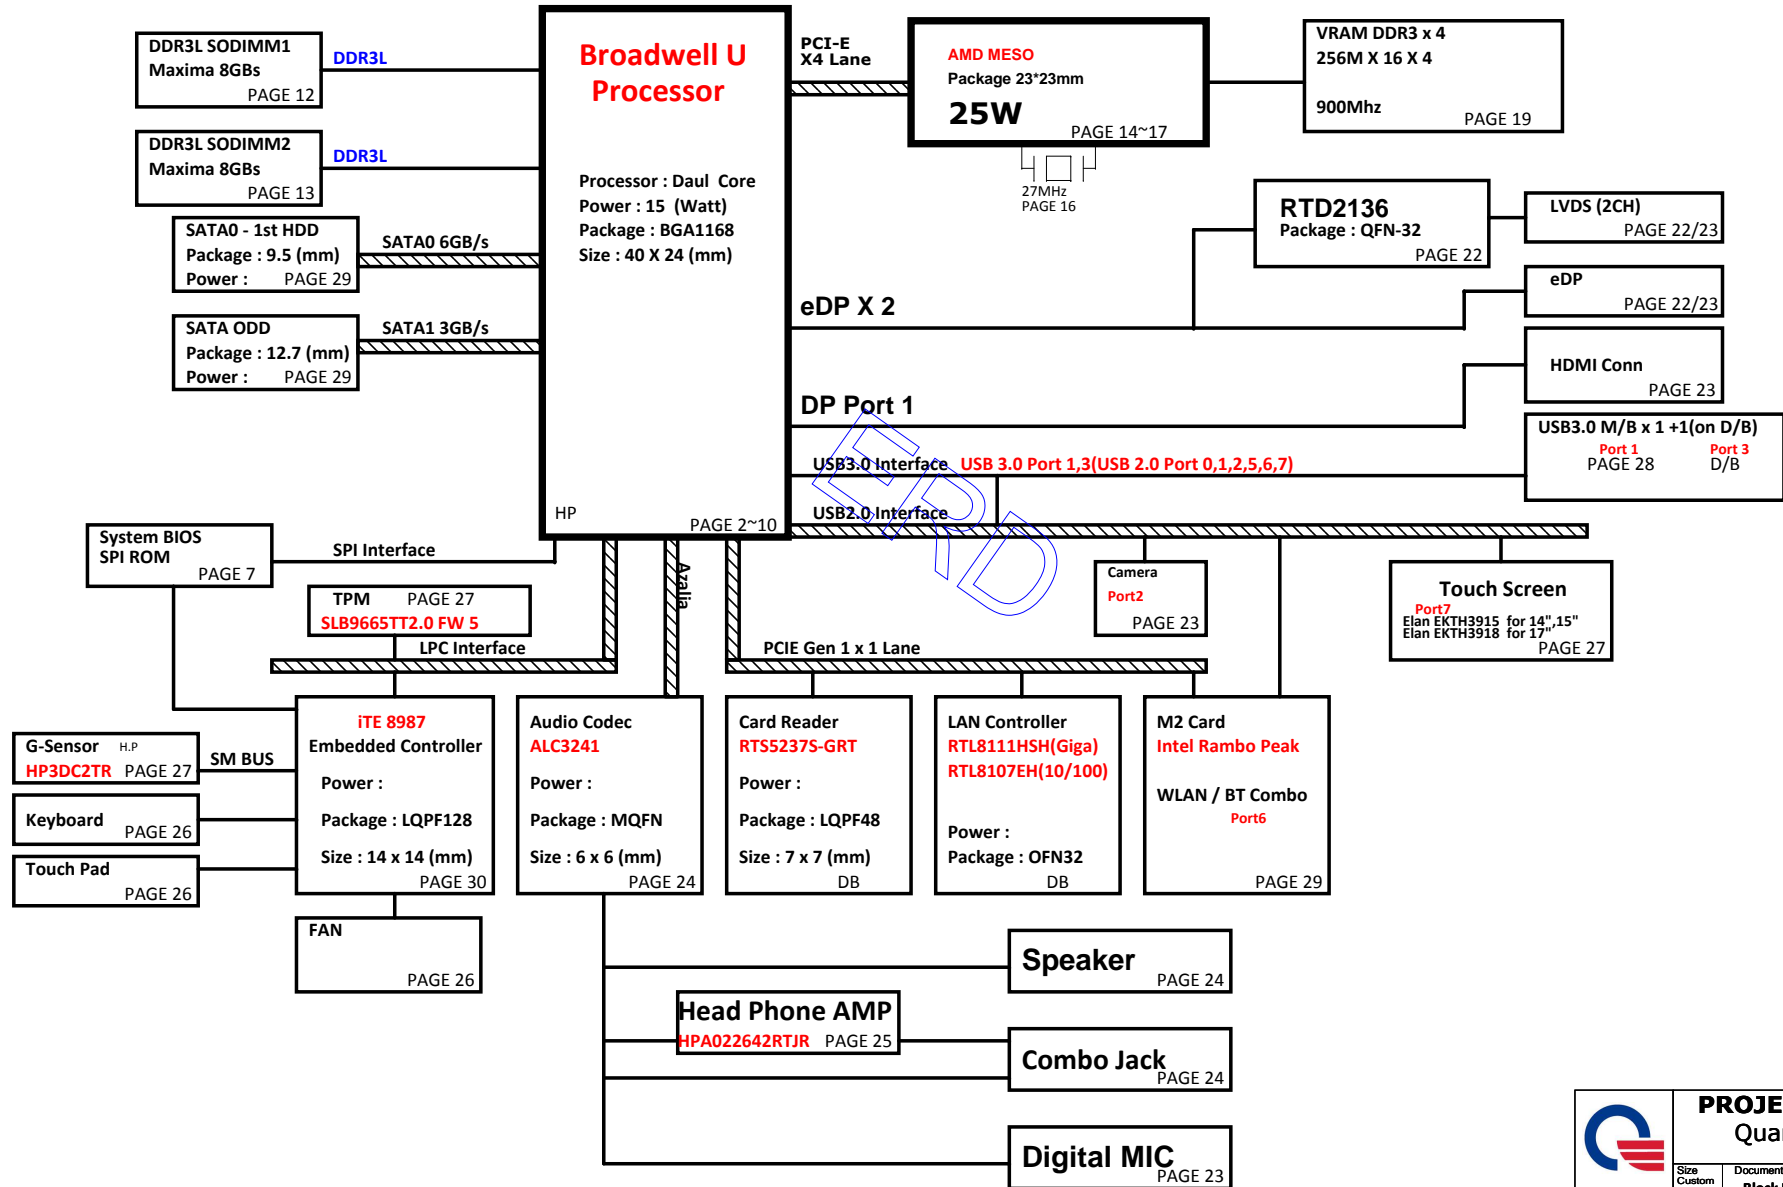 DDR3L SODIMM1
Maxima 8GBs
PAGE 12
DDR3L
DDR3L SODIMM2
Maxima 8GBs
PAGE 13
DDR3L
SATA0 - 1st HDD
Package : 9.5 (mm)
Power : PAGE 29
SATA0 6GB/s
SATA ODD
Package : 12.7 (mm)
Power : PAGE 29
SATA1 3GB/s
Broadwell U
Processor
Processor : Daul Core
Power : 15 (Watt)
Package : BGA1168
Size : 40 X 24 (mm)
HP
PAGE 2~10
PCI-E
X4 Lane
AMD MESO
Package 23*23mm
25W
PAGE 14~17
27MHz
PAGE 16
VRAM DDR3 x 4
256M X 16 X 4
900Mhz
PAGE 19
RTD2136
Package : QFN-32
PAGE 22
LVDS (2CH)
PAGE 22/23
eDP
PAGE 22/23
eDP X 2
HDMI Conn
PAGE 23
DP Port 1
USB3.0 M/B x 1 +1(on D/B)
Port 1 Port 3
PAGE 28 D/B
USB3.0 Interface USB 3.0 Port 1,3(USB 2.0 Port 0,1,2,5,6,7)
USB2.0 Interface
ERD
System BIOS
SPI ROM
PAGE 7
SPI Interface
TPM PAGE 27
SLB9665TT2.0 FW 5
LPC Interface
Azalia
PCIE Gen 1 x 1 Lane
Camera
Port2
PAGE 23
Touch Screen
Port7
Elan EKTH3915 for 14",15"
Elan EKTH3918 for 17"
PAGE 27
G-Sensor H.P
HP3DC2TR PAGE 27
SM BUS
Keyboard
PAGE 26
Touch Pad
PAGE 26
iTE 8987
Embedded Controller
Power :
Package : LQPF128
Size : 14 x 14 (mm)
PAGE 30
FAN
PAGE 26
Audio Codec
ALC3241
Power :
Package : MQFN
Size : 6 x 6 (mm)
PAGE 24
Card Reader
RTS5237S-GRT
Power :
Package : LQPF48
Size : 7 x 7 (mm)
DB
LAN Controller
RTL8111HSH(Giga)
RTL8107EH(10/100)
Power :
Package : OFN32
DB
M2 Card
Intel Rambo Peak
WLAN / BT Combo
Port6
PAGE 29
Speaker
PAGE 24
Head Phone AMP
HPA022642RTJR PAGE 25
Combo Jack
PAGE 24
Digital MIC
PAGE 23
Size
Custom
Document